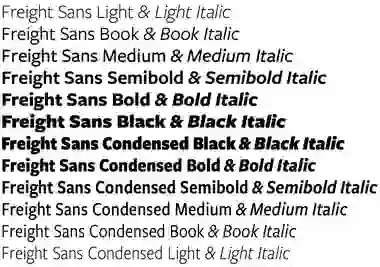 Freight Sans Light & Light Italic
Freight Sans Book & Book Italic
Freight Sans Medium & Medium Italic
Freight Sans Semibold & Semibold Italic
Freight Sans Bold & Bold Italic
Freight Sans Black & Black Italic
Freight Sans Condensed Black & Black Italic
Freight Sans Condensed Bold & Bold Italic
Freight Sans Condensed Semibold & Semibold Italic
Freight Sans Condensed Medium & Medium Italic
Freight Sans Condensed Book & Book Italic
Freight Sans Condensed Light & Light Italic